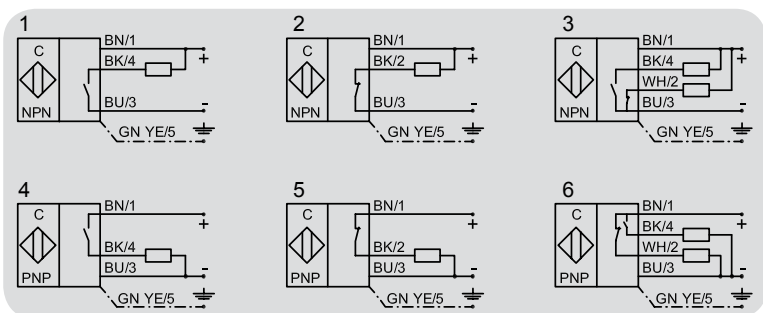 1
C
NPN
BN/1
BK/4
BU/3
+
-
GN YE/5
2
C
NPN
BN/1
BK/2
BU/3
+
-
GN YE/5
3
C
NPN
BN/1
BK/4
WH/2
BU/3
+
-
GN YE/5
4
C
PNP
BN/1
BK/4
BU/3
+
-
GN YE/5
5
C
PNP
BN/1
BK/2
BU/3
+
-
GN YE/5
6
C
PNP
BN/1
BK/4
WH/2
BU/3
+
-
GN YE/5